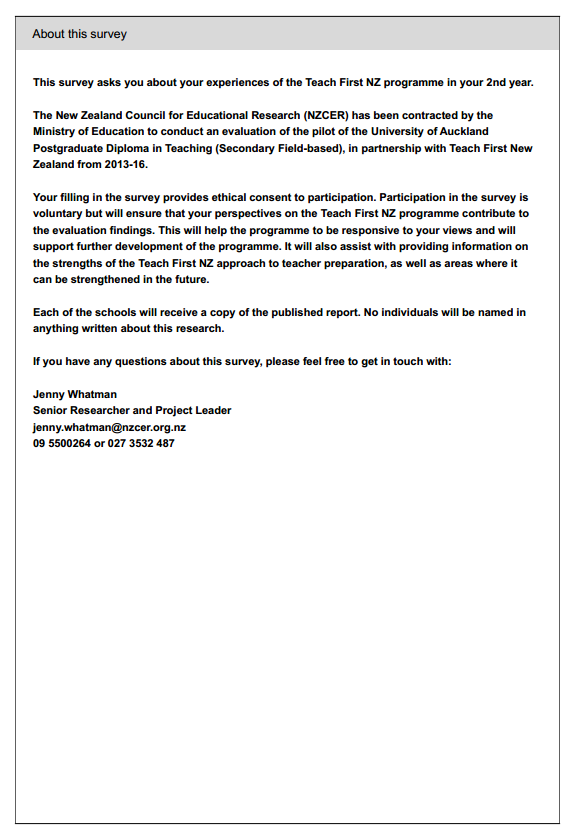 About this survey
This survey asks you about your experiences of the Teach First NZ programme in your 2nd year.
The New Zealand Council for Educational Research (NZCER) has been contracted by the
Ministry of Education to conduct an evaluation of the pilot of the University of Auckland
Postgraduate Diploma in Teaching (Secondary Field-based), in partnership with Teach First New
Zealand from 2013-16.
Your filling in the survey provides ethical consent to participation. Participation in the survey is
voluntary but will ensure that your perspectives on the Teach First NZ programme contribute to
the evaluation findings. This will help the programme to be responsive to your views and will
support further development of the programme. It will also assist with providing information on
the strengths of the Teach First NZ approach to teacher preparation, as well as areas where it
can be strengthened in the future.
Each of the schools will receive a copy of the published report. No individuals will be named in
anything written about this research.
If you have any questions about this survey, please feel free to get in touch with:
Jenny Whatman
Senior Researcher and Project Leader
jenny.whatman@nzcer.org.nz
09 5500264 or 027 3532 487